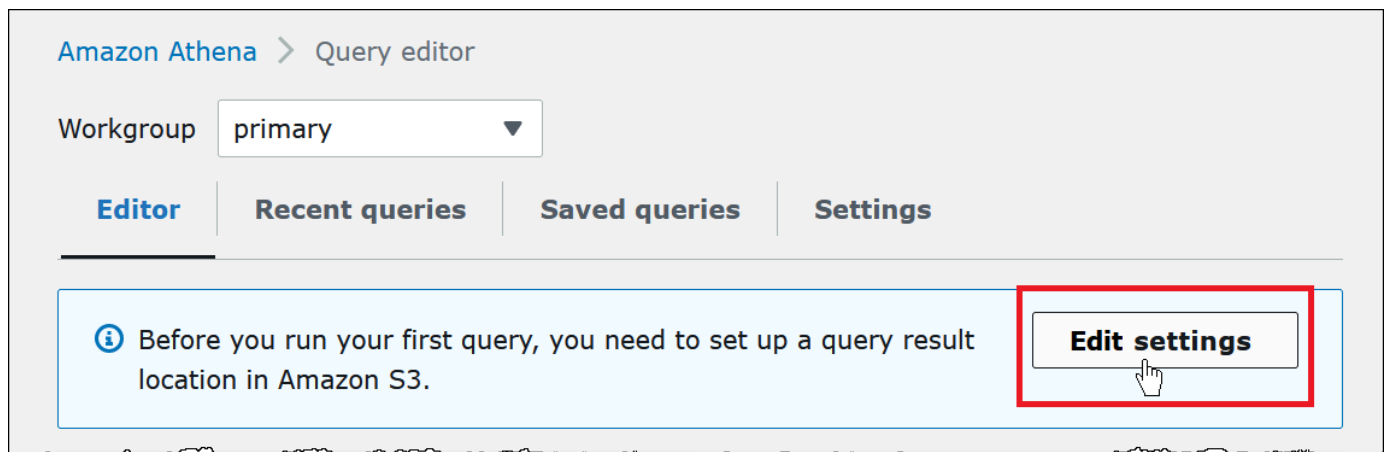 Amazon Athena > Query editor
Workgroup primary
Editor Recent queries Saved queries Settings
Before you run your first query, you need to set up a query result Edit settings
location in Amazon S3.